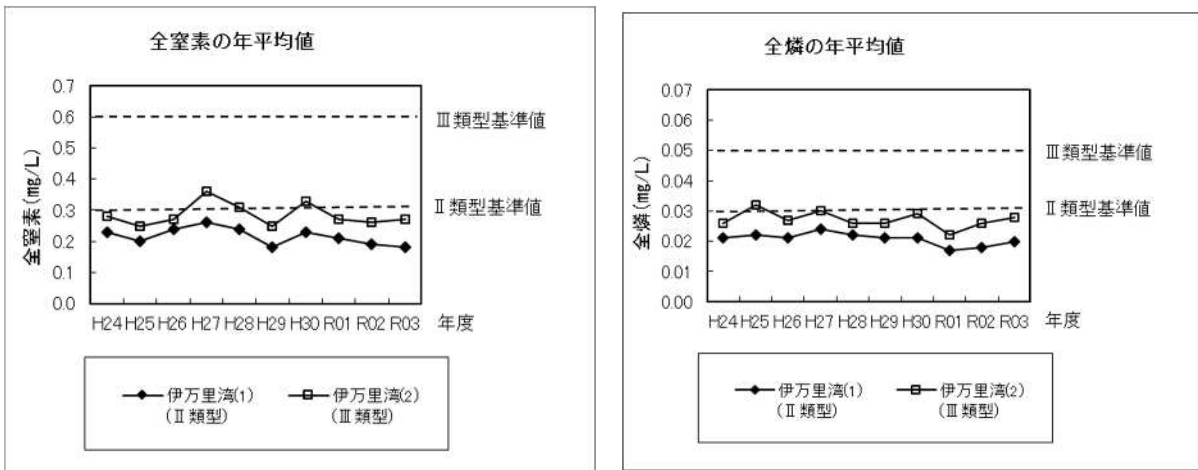 全窒素の年平均値
全窒素(mg/L)
0.7
0.6
0.5
0.4
0.3
0.2
0.1
0.0
Ⅲ類型基準値
Ⅱ類型基準値
H24 H25 H26 H27 H28 H29 H30 R01 R02 R03 年度
伊万里湾(1) 伊万里湾(2)
(Ⅱ類型) (Ⅲ類型)
全燐の年平均値
全燐(mg/L)
0.07
0.06
0.05
0.04
0.03
0.02
0.01
0.00
Ⅲ類型基準値
Ⅱ類型基準値
H24 H25 H26 H27 H28 H29 H30 R01 R02 R03 年度
伊万里湾(1) 伊万里湾(2)
(Ⅱ類型) (Ⅲ類型)